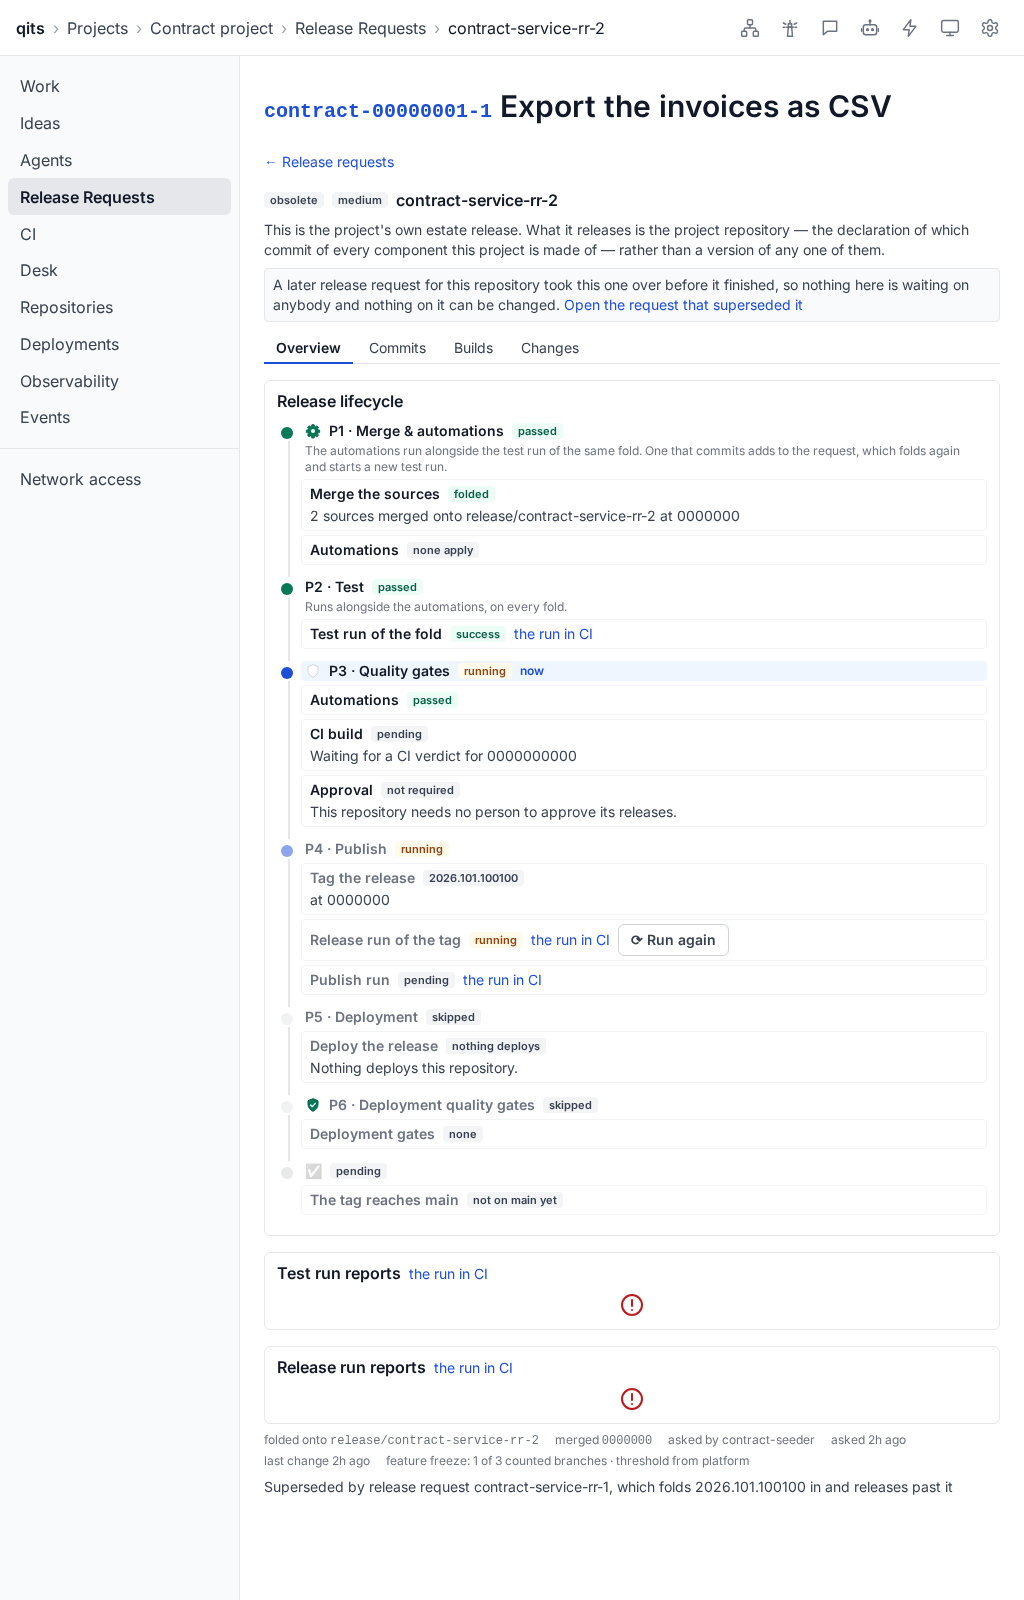 qits › Projects › Contract project › Release Requests › contract-service-rr-2
Work
Ideas
Agents
Release Requests
CI
Desk
Repositories
Deployments
Observability
Events
Network access
contract-00000001-1 Export the invoices as CSV
← Release requests
obsolete medium contract-service-rr-2
This is the project's own estate release. What it releases is the project repository — the declaration of which
commit of every component this project is made of — rather than a version of any one of them.
A later release request for this repository took this one over before it finished, so nothing here is waiting on
anybody and nothing on it can be changed. Open the request that superseded it
Overview Commits Builds Changes
Release lifecycle
P1 · Merge & automations passed
The automations run alongside the test run of the same fold. One that commits adds to the request, which folds again
and starts a new test run.
Merge the sources folded
2 sources merged onto release/contract-service-rr-2 at 0000000
Automations none apply
P2 · Test passed
Runs alongside the automations, on every fold.
Test run of the fold success the run in CI
P3 · Quality gates running now
Automations passed
CI build pending
Waiting for a CI verdict for 0000000000
Approval not required
This repository needs no person to approve its releases.
P4 · Publish running
Tag the release 2026.101.100100
at 0000000
Release run of the tag running the run in CI ⟳ Run again
Publish run pending the run in CI
P5 · Deployment skipped
Deploy the release nothing deploys
Nothing deploys this repository.
P6 · Deployment quality gates skipped
Deployment gates none
pending
The tag reaches main not on main yet
Test run reports the run in CI
Release run reports the run in CI
folded onto release/contract-service-rr-2 merged 0000000 asked by contract-seeder asked 2h ago
last change 2h ago feature freeze: 1 of 3 counted branches · threshold from platform
Superseded by release request contract-service-rr-1, which folds 2026.101.100100 in and releases past it